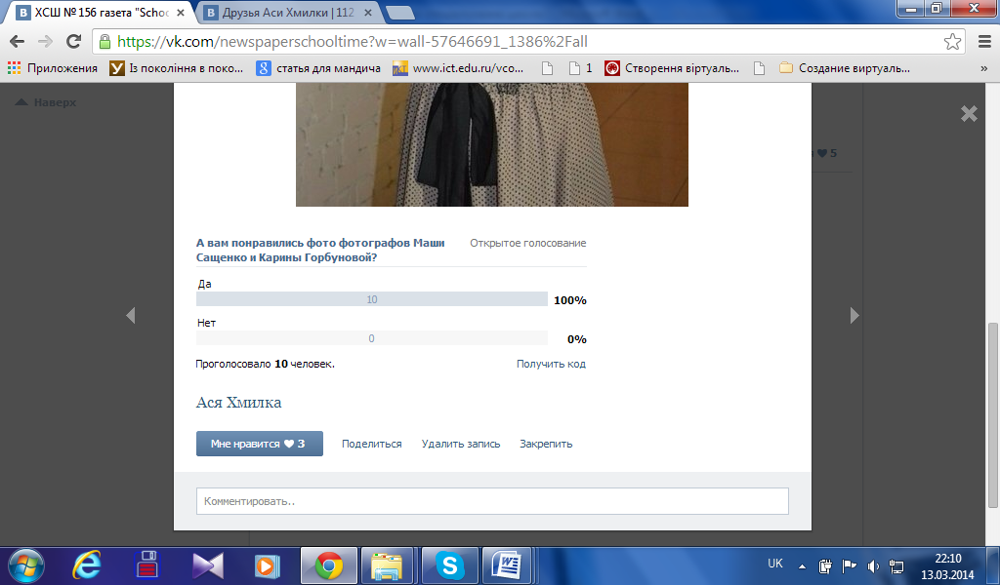 ХСШ № 156 газета "Schoo
Друзья Аси Хмилки | 112
https://vk.com/newspaperschooltime?w=wall-57646691_1386%2Fall
Приложения
Із покоління в поко...
статья для мандича
www.ict.edu.ru/vco...
1
Створення віртуаль...
Создание виртуаль...
»
Наверх
5
А вам понравились фото фотографов Маши
Сащенко и Карины Горбуновой?
Открытое голосование
Да
10
100%
Нет
0
0%
Проголосовало 10 человек.
Получить код
Ася Хмилка
Мне нравится 3
Поделиться
Удалить запись
Закрепить
Комментировать..
UK
22:10
13.03.2014